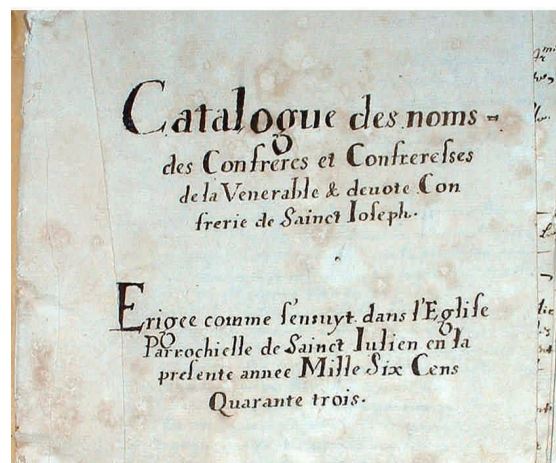 Catalogue des noms -
des Confreres et Confreresses
de la Venerable & devote Con
frerie de Sainct Ioseph.
Erigee comme s'ensuyt dans l'Eglise
Parrochielle de Sainct Iulien en la
presente annee Mille Six Cens
Quarante trois.